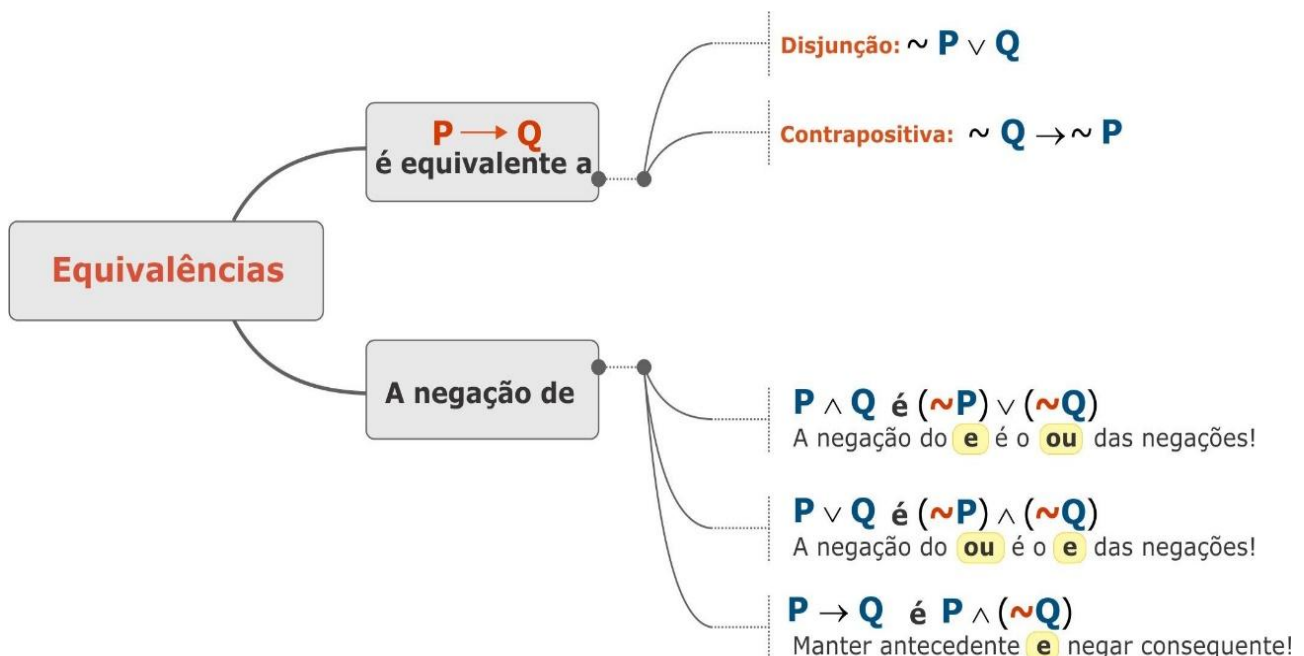 Equivalências
P → Q
é equivalente a
Disjunção: ~ P ∨ Q
Contrapositiva: ~ Q → ~ P
A negação de
P ∧ Q é (~P) ∨ (~Q)
A negação do e é o ou das negações!
P ∨ Q é (~P) ∧ (~Q)
A negação do ou é o e das negações!
P → Q é P ∧ (~Q)
Manter antecedente e negar consequente!